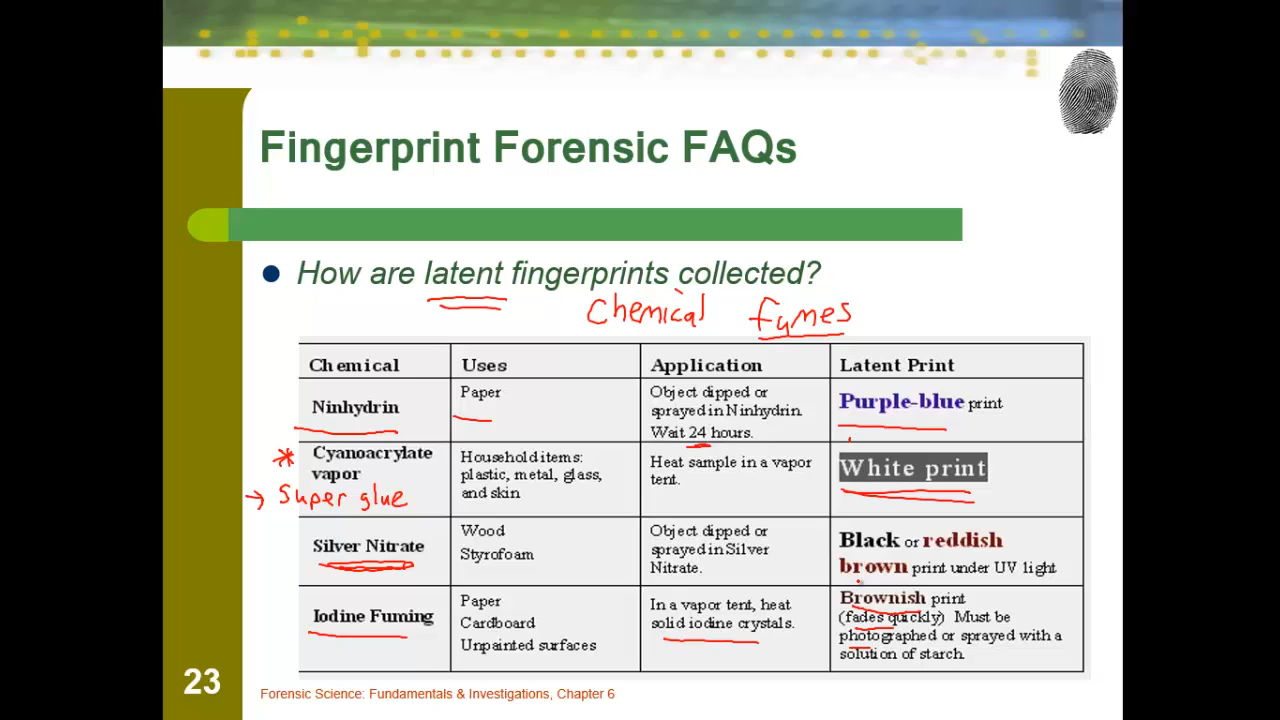 Fingerprint Forensic FAQs
How are latent fingerprints collected?
Chemical fumes
Chemical Uses Application Latent Print
Ninhydrin
Paper
Object dipped or
sprayed in Ninhydrin.
Wait 24 hours.
Purple-blue print
* Cyanoacrylate
vapor
→ Super glue
Household items:
plastic, metal, glass,
and skin
Heat sample in a vapor
tent.
White print
Silver Nitrate
Wood
Styrofoam
Object dipped or
sprayed in Silver
Nitrate.
Black or reddish
brown print under UV light
Iodine Fuming
Paper
Cardboard
Unpainted surfaces
In a vapor tent, heat
solid iodine crystals.
Brownish print
(fades quickly) Must be
photographed or sprayed with a
solution of starch.
23
Forensic Science: Fundamentals & Investigations, Chapter 6